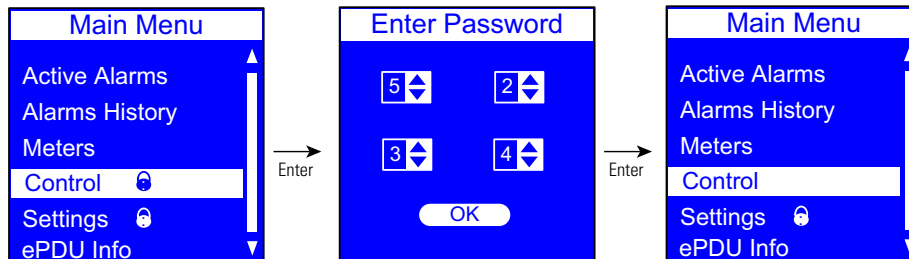 Main Menu
Active Alarms
Alarms History
Meters
Control
Settings
ePDU Info
Enter
Enter Password
5 2
3 4
OK
Enter
Main Menu
Active Alarms
Alarms History
Meters
Control
Settings
ePDU Info